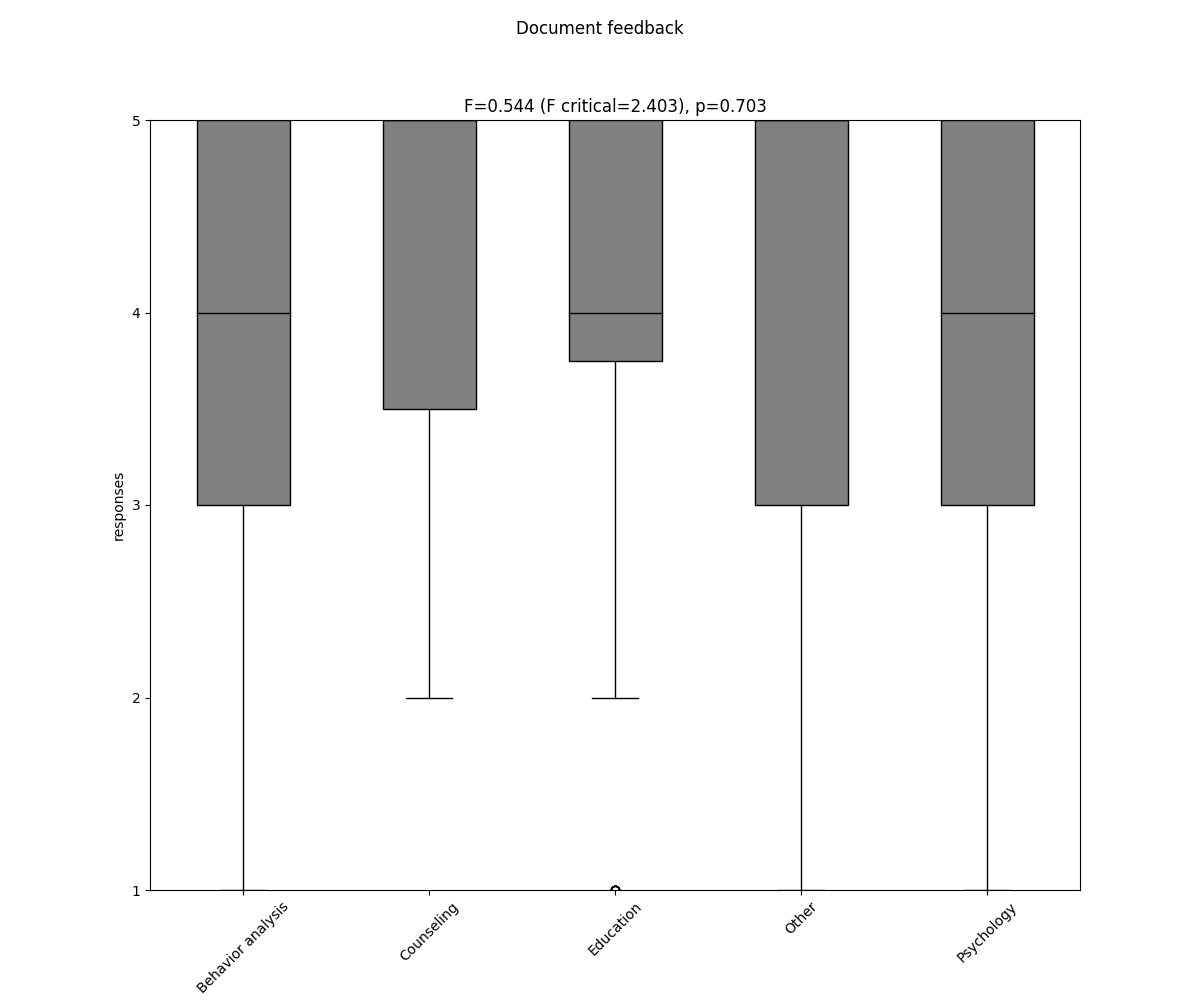 Document feedback
F=0.544 (F critical=2.403), p=0.703
5
4
3
2
1
responses
Behavior analysis
Counseling
Education
Other
Psychology